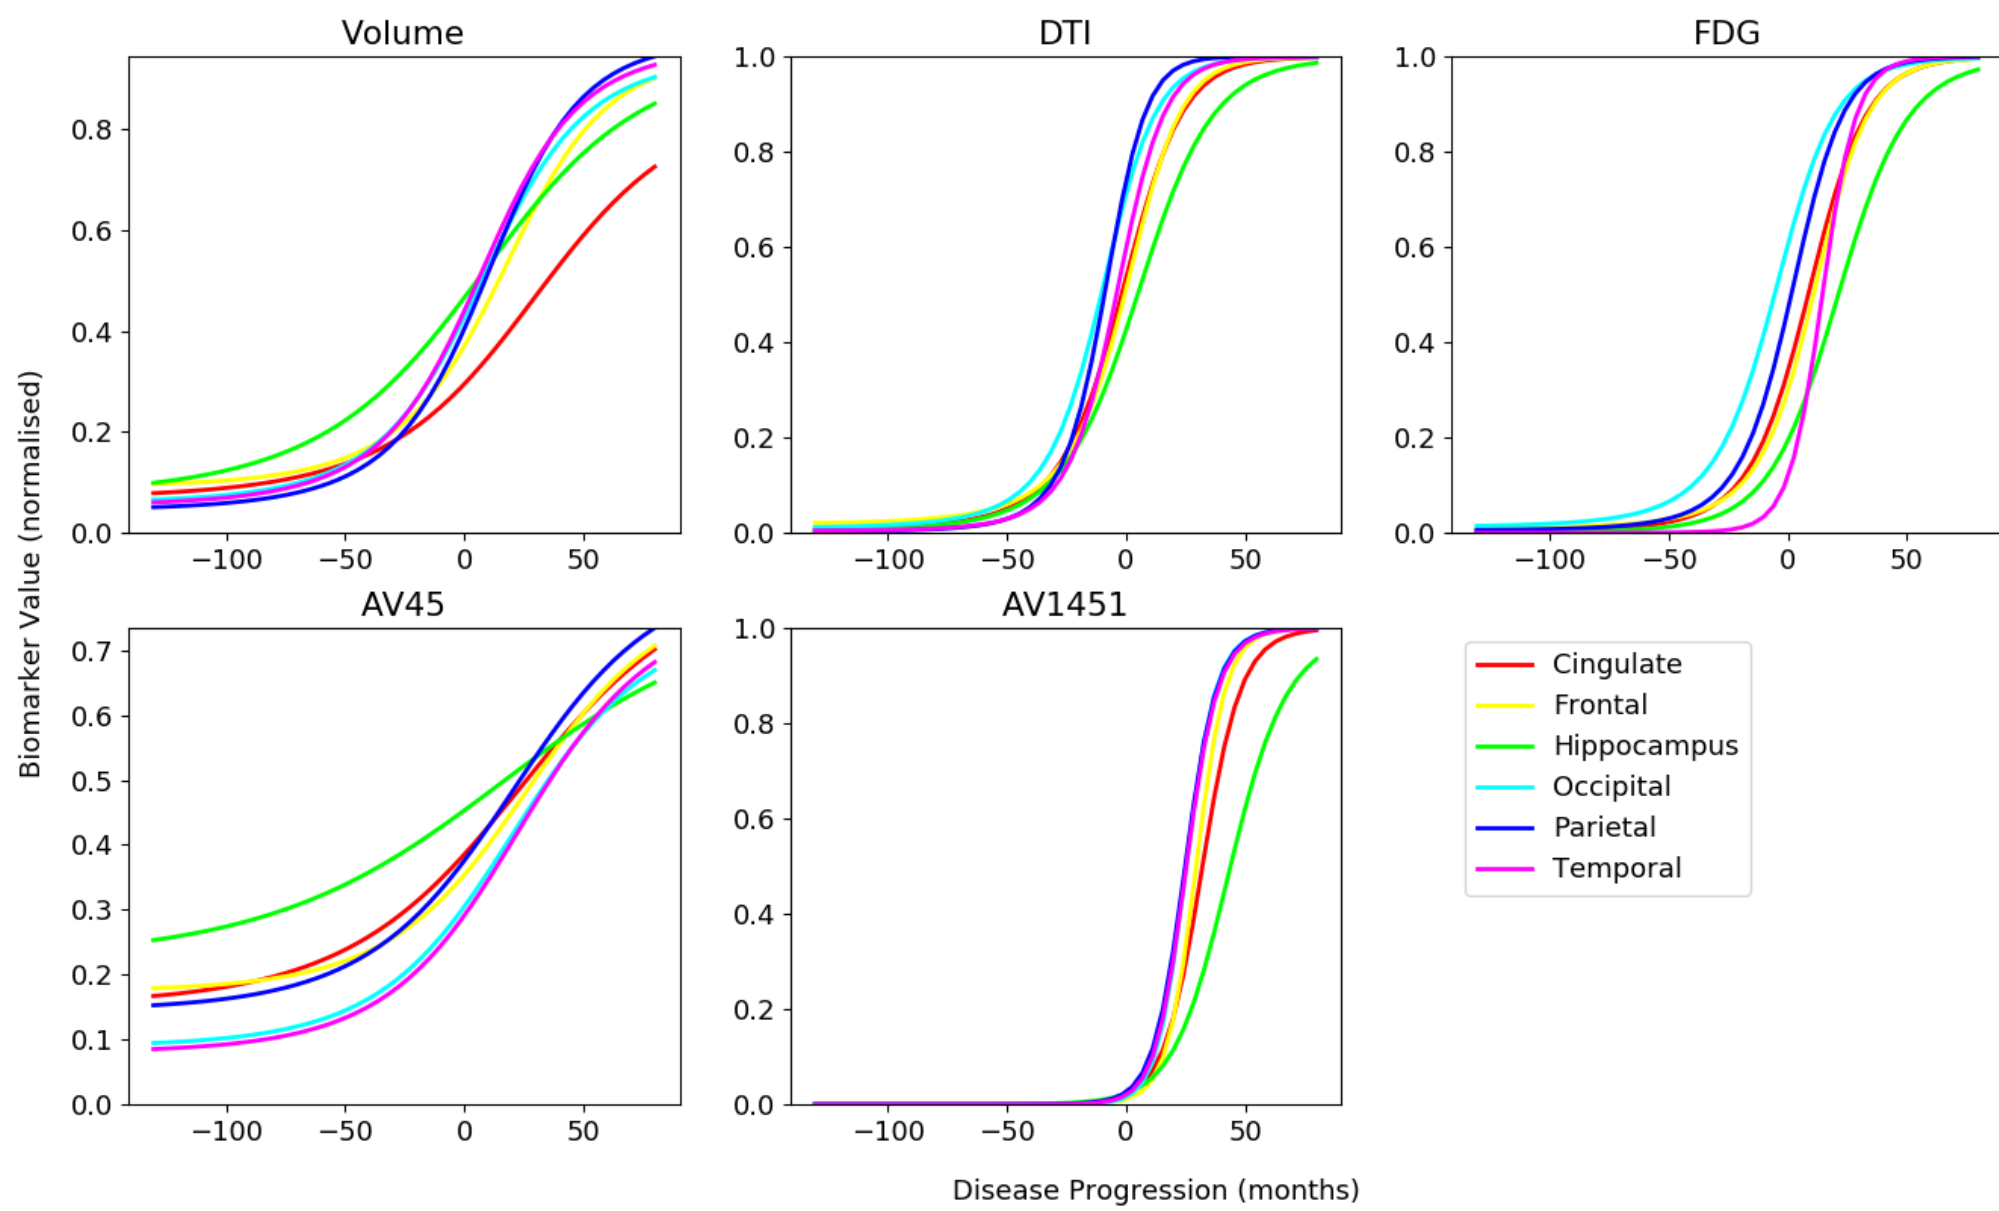 Volume
DTI
FDG
0.8
0.6
0.4
0.2
0.0
1.0
0.8
0.6
0.4
0.2
0.0
1.0
0.8
0.6
0.4
0.2
0.0
−100 −50 0 50
−100 −50 0 50
−100 −50 0 50
Biomarker Value (normalised)
AV45
AV1451
0.7
0.6
0.5
0.4
0.3
0.2
0.1
0.0
1.0
0.8
0.6
0.4
0.2
0.0
−100 −50 0 50
−100 −50 0 50
Cingulate
Frontal
Hippocampus
Occipital
Parietal
Temporal
Disease Progression (months)